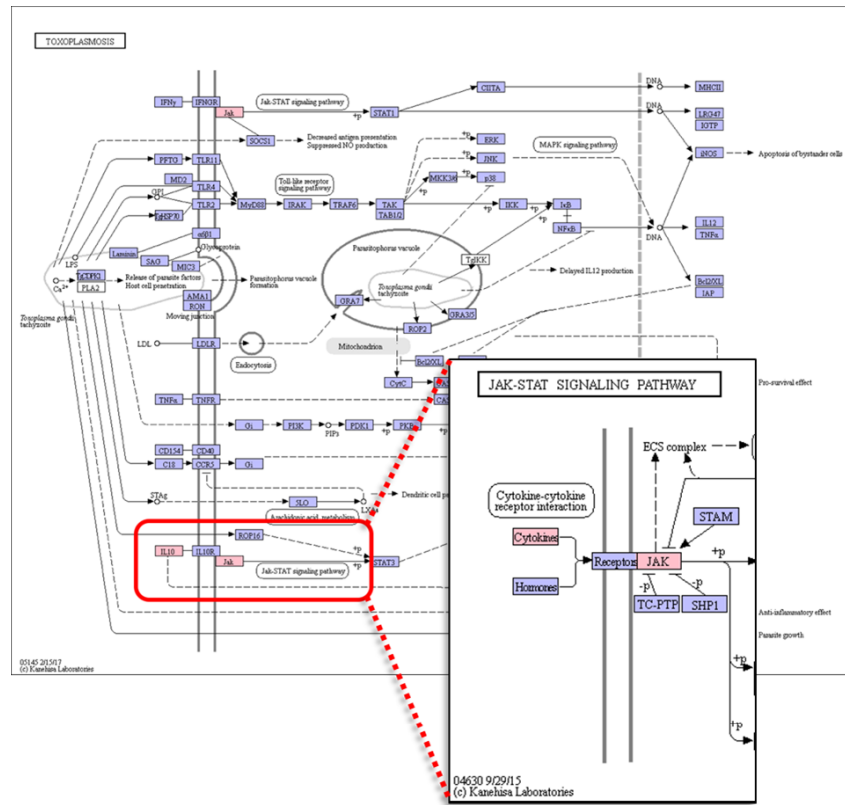 TOXOPLASMOSIS
IFNγ
IFNGR
Jak
Jak-STAT signaling pathway
+p
STAT1
CIITA
DNA
MHCII
DNA
LRG47
IGTP
SOCS1
Decreased antigen presentation
Suppressed NO production
+p
ERK
+p
JNK
MAPK signaling pathway
iNOS
Apoptosis of bystander cells
PFTG
TLR11
Toll-like receptor
signaling pathway
MKK3/6
+p
p38
+p
MD2
TLR4
GPI
TLR2
MyD88
IRAK
TRAF6
TAK
TAB1/2
+p
IKK
+p
IκB
NFκB
DNA
IL12
TNFα
TgHSP70
α6β1
Glycoprotein
Laminin
SAG
MIC3
LPS
Parasitophorus vacuole
TgIKK
Delayed IL12 production
Bcl2/XL
IAP
Ca2+
TgCDPK3
PLA2
Release of parasite factors
Host cell penetration
Parasitophorus vacuole
formation
Toxoplasma gondii
tachyzoite
AMA1
RON
Moving junction
GRA7
Toxoplasma gondii
tachyzoite
GRA3/5
ROP2
LDL
LDLR
Endocytosis
Mitochondrion
Bcl2/XL
CytC
Pro-survival effect
TNFα
TNFR
Gi
PI3K
PIP3
PDK1
+p
PKB
+p
CD154
CD40
C18
CCR5
Gi
STAg
5LO
LXA4
Dendritic cell
Arachidonic acid metabolism
ROP16
IL10
IL10R
Jak
Jak-STAT signaling pathway
+p
+p
STAT3
Anti-inflammatory effect
Parasite growth
05145 2/15/17
(c) Kanehisa Laboratories
JAK-STAT SIGNALING PATHWAY
ECS complex
Cytokine-cytokine
receptor interaction
STAM
Cytokines
Receptor
JAK
+p
Hormones
-p
-p
TC-PTP
SHP1
+p
+p
04630 9/29/15
(c) Kanehisa Laboratories